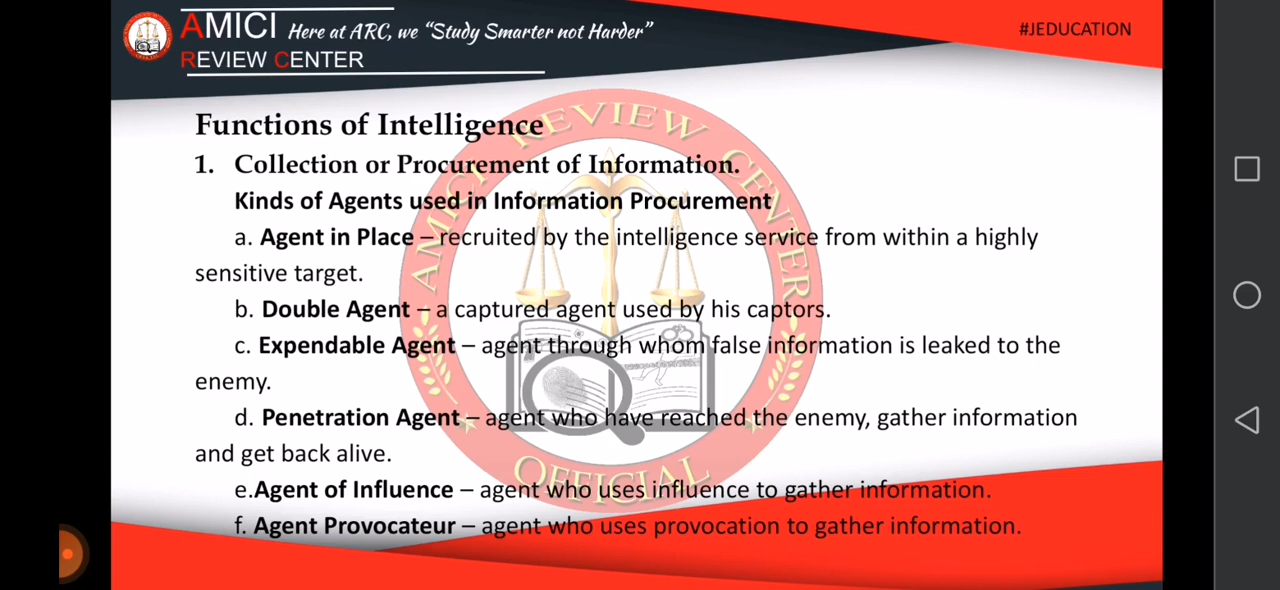 AMICI Here at ARC, we “Study Smarter not Harder”
REVIEW CENTER
#JEDUCATION
Functions of Intelligence
1. Collection or Procurement of Information.
Kinds of Agents used in Information Procurement
a. Agent in Place – recruited by the intelligence service from within a highly
sensitive target.
b. Double Agent – a captured agent used by his captors.
c. Expendable Agent – agent through whom false information is leaked to the
enemy.
d. Penetration Agent – agent who have reached the enemy, gather information
and get back alive.
e.Agent of Influence – agent who uses influence to gather information.
f. Agent Provocateur – agent who uses provocation to gather information.
AMICI REVIEW CENTER
OFFICIAL